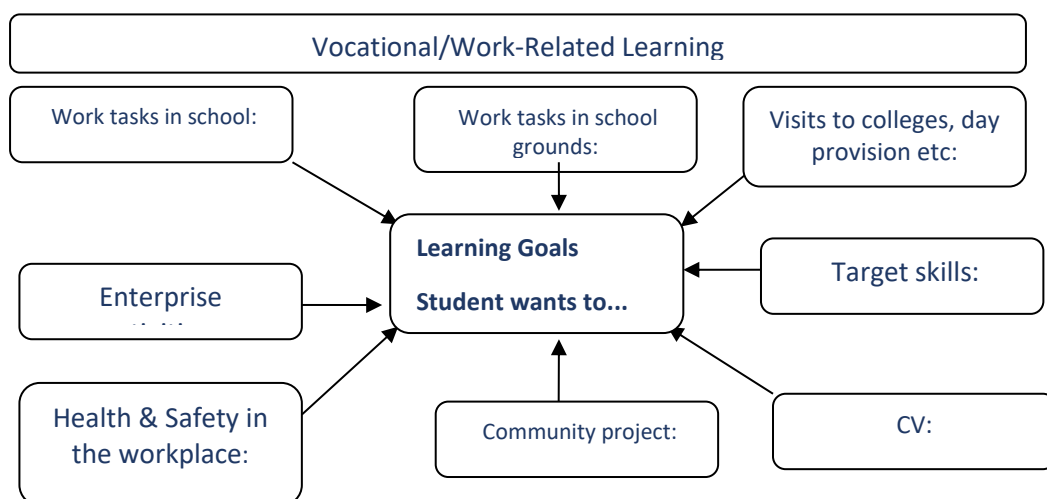 Vocational/Work-Related Learning
Work tasks in school:
Work tasks in school
grounds:
Visits to colleges, day
provision etc:
Learning Goals
Student wants to...
Enterprise
Target skills:
Health & Safety in
the workplace:
Community project:
CV: